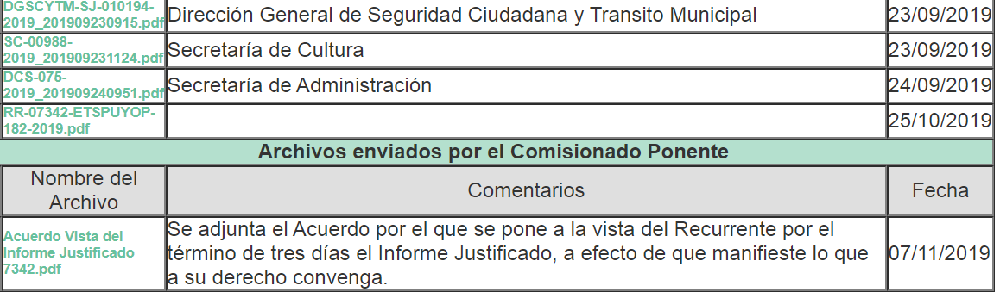 DGSCYTM-SJ-010194-
2019_201909230915.pdf
Dirección General de Seguridad Ciudadana y Transito Municipal
23/09/2019
SC-00988-
2019_201909231124.pdf
Secretaría de Cultura
23/09/2019
DCS-075-
2019_201909240951.pdf
Secretaría de Administración
24/09/2019
RR-07342-ETSPUYOP-
182-2019.pdf
25/10/2019
Archivos enviados por el Comisionado Ponente
Nombre del
Archivo
Comentarios
Fecha
Acuerdo Vista del
Informe Justificado
7342.pdf
Se adjunta el Acuerdo por el que se pone a la vista del Recurrente por el
término de tres días el Informe Justificado, a efecto de que manifieste lo que
a su derecho convenga.
07/11/2019